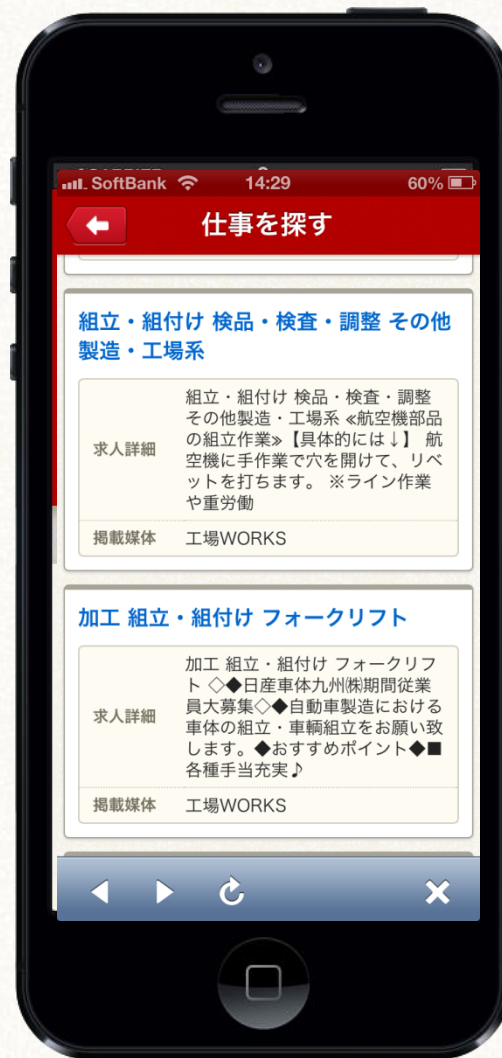 SoftBank 14:29 60%
仕事を探す
組立・組付け 検品・検査・調整 その他
製造・工場系
求人詳細
組立・組付け 検品・検査・調整
その他製造・工場系 ≪航空機部品
の組立作業≫【具体的には↓】 航
空機に手作業で穴を開けて、リベ
ットを打ちます。 ※ライン作業
や重労働
掲載媒体 工場WORKS
加工 組立・組付け フォークリフト
求人詳細
加工 組立・組付け フォークリフ
ト ◇◆日産車体九州㈱期間従業
員大募集◇◆自動車製造における
車体の組立・車輌組立をお願い致
します。◆おすすめポイント◆■
各種手当充実♪
掲載媒体 工場WORKS